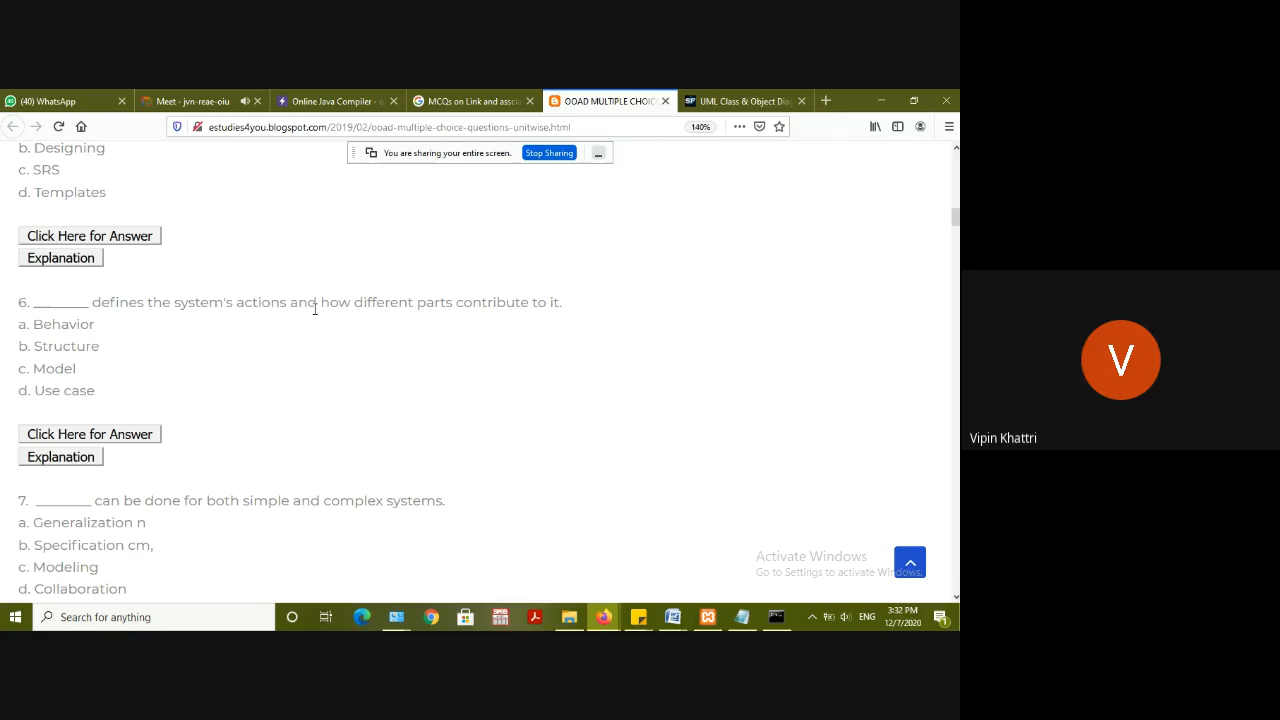 (40) WhatsApp
Meet - jvn-reae-oiu
Online Java Compiler - o
MCQs on Link and assci
OOAD MULTIPLE CHOIC
SF UML Class & Object Dia
estudies4you.blogspot.com/2019/02/ooad-multiple-choice-questions-unitwise.html
140%
You are sharing your entire screen.
Stop Sharing
b. Designing
c. SRS
d. Templates
Click Here for Answer
Explanation
6. ________ defines the system's actions and how different parts contribute to it.
a. Behavior
b. Structure
c. Model
d. Use case
Click Here for Answer
Explanation
7. ________ can be done for both simple and complex systems.
a. Generalization n
b. Specification cm,
c. Modeling
d. Collaboration
Activate Windows
Go to Settings to activate Windows.
V
Vipin Khattri
Search for anything
SPSS
ENG
3:32 PM
12/7/2020
1